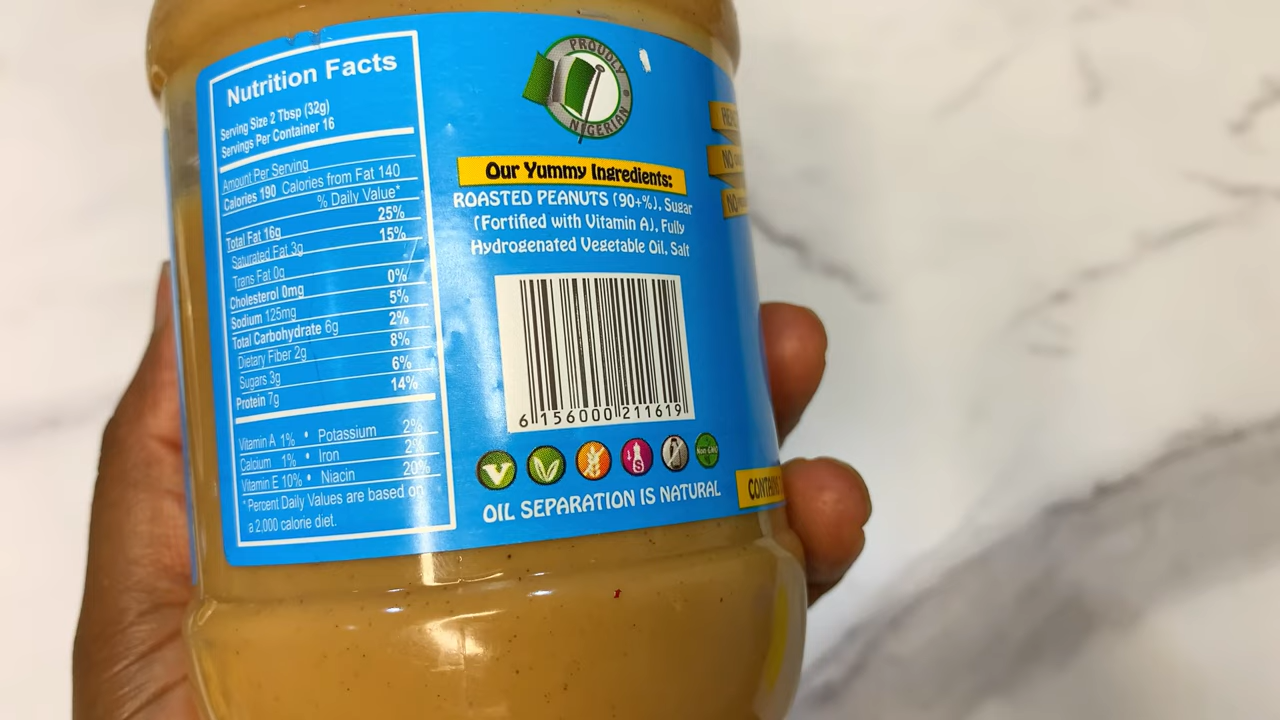 Nutrition Facts
Serving Size 2 Tbsp (32g)
Servings Per Container 16
Amount Per Serving
Calories 190 Calories from Fat 140
% Daily Value*
Total Fat 16g 25%
Saturated Fat 3g 15%
Trans Fat 0g
Cholesterol 0mg 0%
Sodium 125mg 5%
Total Carbohydrate 6g 2%
Dietary Fiber 2g 8%
Sugars 3g 6%
Protein 7g 14%
Vitamin A 1% • Potassium 2%
Calcium 1% • Iron 2%
Vitamin E 10% • Niacin 20%
*Percent Daily Values are based on
a 2,000 calorie diet.
PROUDLY
NIGERIAN
Our Yummy Ingredients:
ROASTED PEANUTS (90+%), Sugar
(Fortified with Vitamin A), Fully
Hydrogenated Vegetable Oil, Salt
6 156000 211619
V
S
Non GMO
OIL SEPARATION IS NATURAL
NO
NO